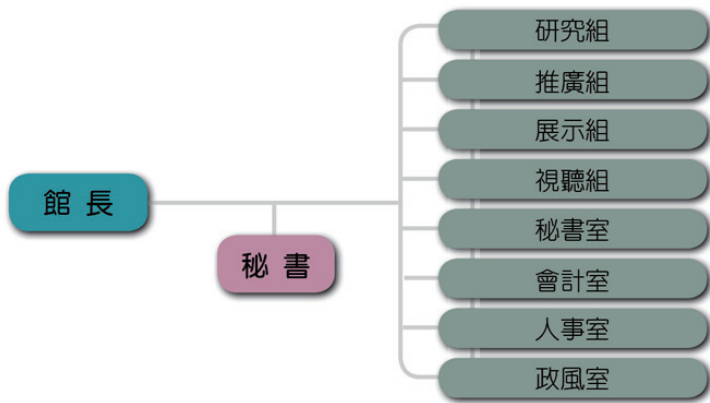 館長
秘書
研究組
推廣組
展示組
視聽組
秘書室
會計室
人事室
政風室